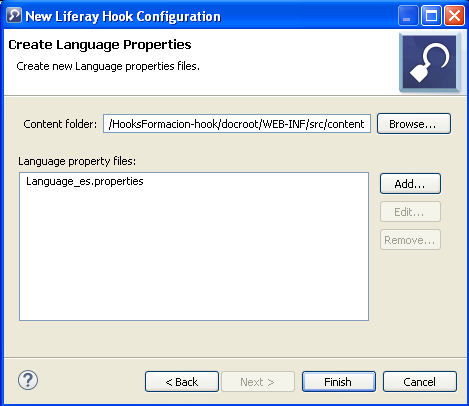 New Liferay Hook Configuration
Create Language Properties
Create new Language properties files.
Content folder: /HooksFormacion-hook/docroot/WEB-INF/src/content Browse...
Language property files:
Language_es.properties
Add...
Edit...
Remove...
? < Back Next > Finish Cancel